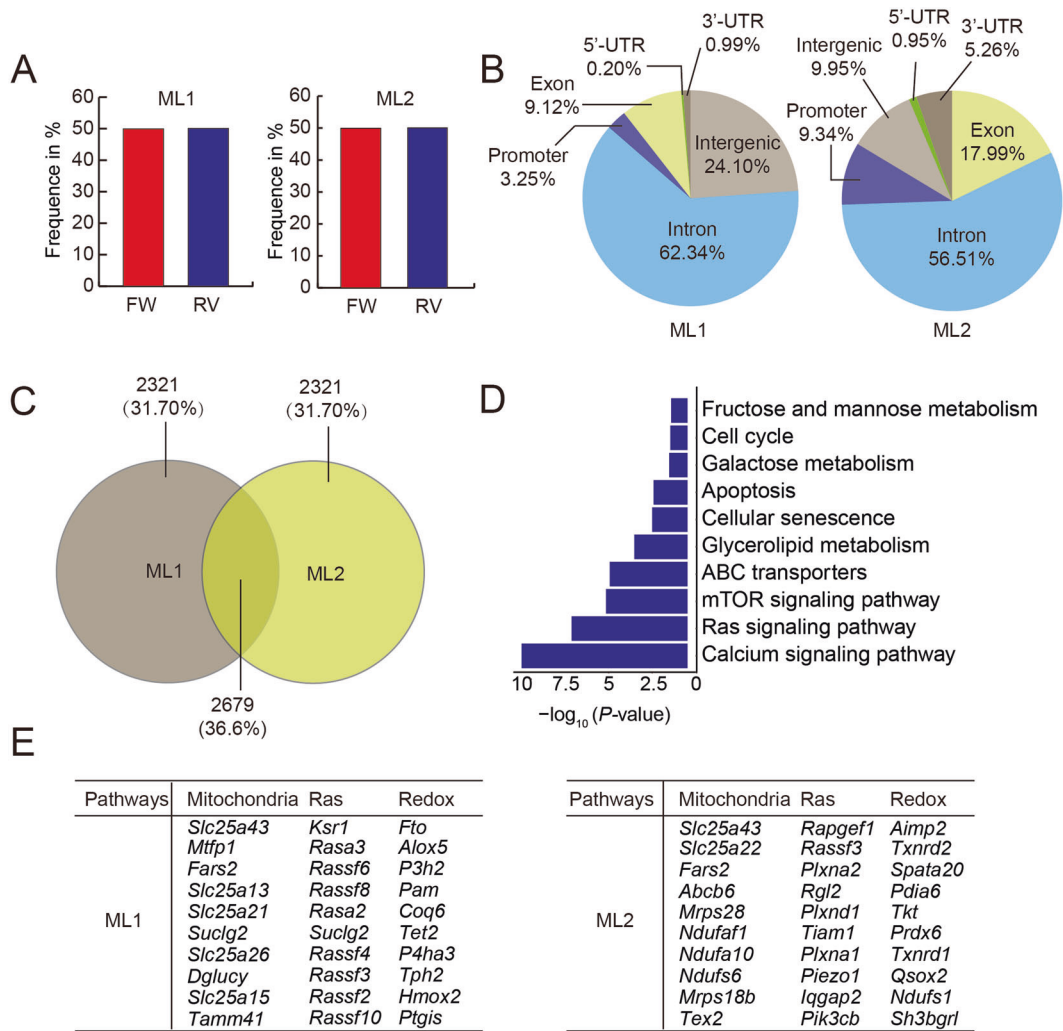 A
ML1
Frequence in %
60
50
40
30
20
10
0
FW RV
ML2
Frequence in %
60
50
40
30
20
10
0
FW RV
B
5'-UTR
0.20%
3'-UTR
0.99%
Exon
9.12%
Promoter
3.25%
Intergenic
24.10%
Intron
62.34%
ML1
5'-UTR
0.95%
3'-UTR
5.26%
Intergenic
9.95%
Promoter
9.34%
Exon
17.99%
Intron
56.51%
ML2
C
2321
(31.70%)
2321
(31.70%)
ML1
ML2
2679
(36.6%)
D
Fructose and mannose metabolism
Cell cycle
Galactose metabolism
Apoptosis
Cellular senescence
Glycerolipid metabolism
ABC transporters
mTOR signaling pathway
Ras signaling pathway
Calcium signaling pathway
10 7.5 5 2.5 0
−log10 (P-value)
E
Pathways Mitochondria Ras Redox
ML1
Slc25a43 Ksr1 Fto
Mtfp1 Rasa3 Alox5
Fars2 Rassf6 P3h2
Slc25a13 Rassf8 Pam
Slc25a21 Rasa2 Coq6
Suclg2 Suclg2 Tet2
Slc25a26 Rassf4 P4ha3
Dglucy Rassf3 Tph2
Slc25a15 Rassf2 Hmox2
Tamm41 Rassf10 Ptgis
Pathways Mitochondria Ras Redox
ML2
Slc25a43 Rapgef1 Aimp2
Slc25a22 Rassf3 Txnrd2
Fars2 Plxna2 Spata20
Abcb6 Rgl2 Pdia6
Mrps28 Plxnd1 Tkt
Ndufaf1 Tiam1 Prdx6
Ndufa10 Plxna1 Txnrd1
Ndufs6 Piezo1 Qsox2
Mrps18b Iqgap2 Ndufs1
Tex2 Pik3cb Sh3bgrl